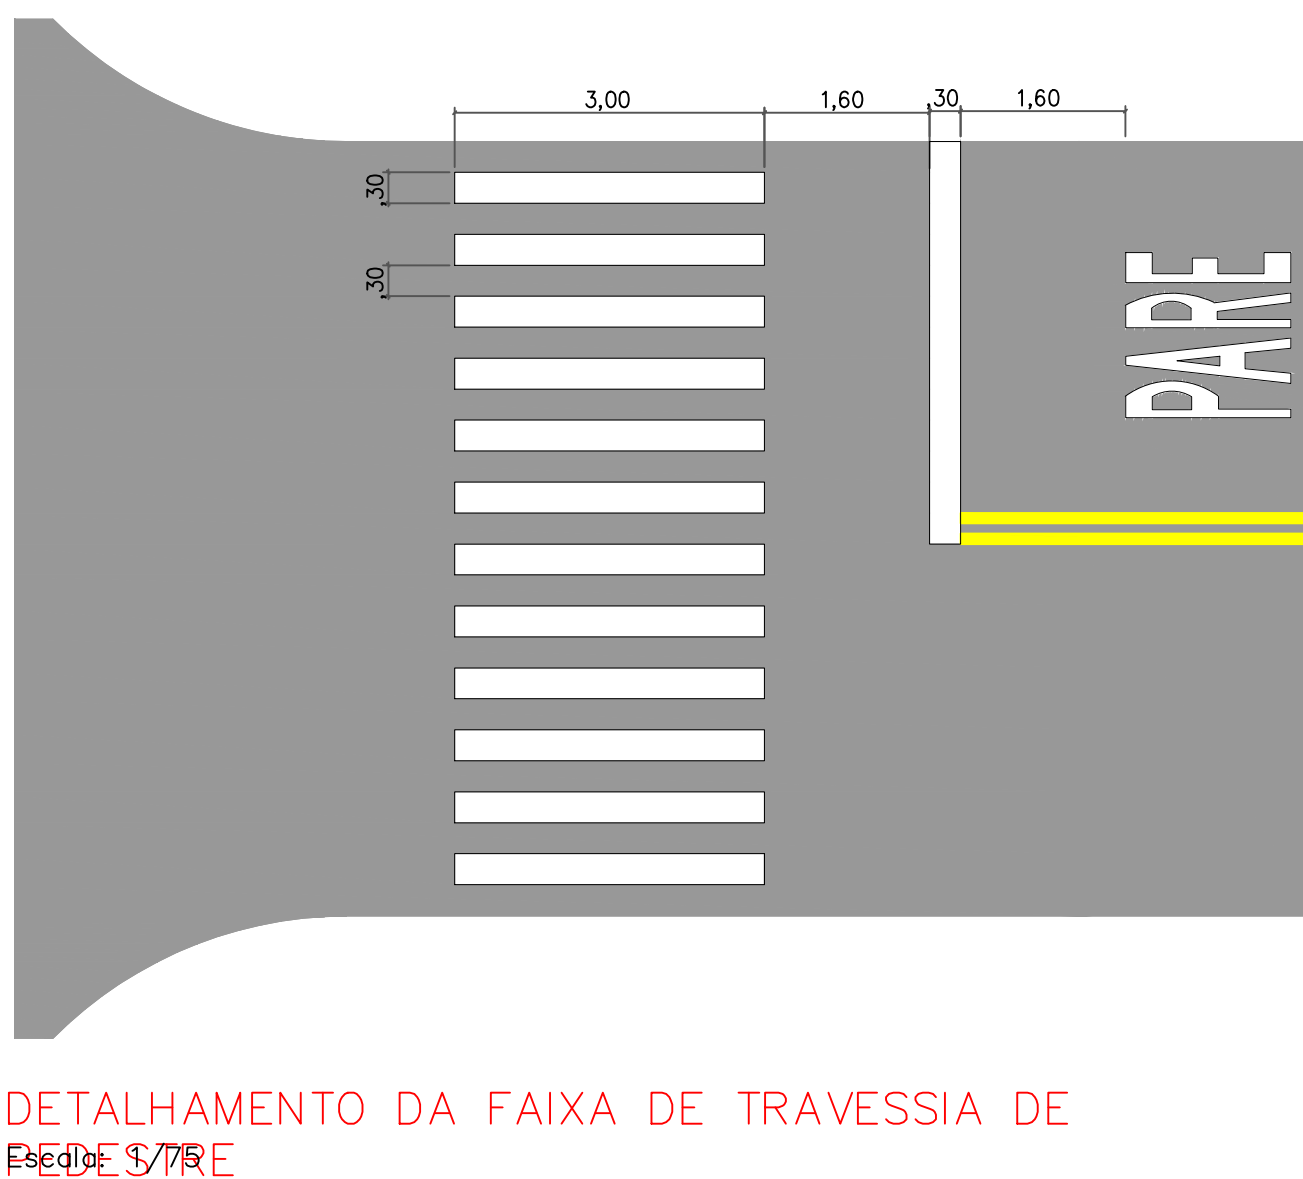 3,00
1,60
,30
1,60
,30
,30
PARE
DETALHAMENTO DA FAIXA DE TRAVESSIA DE
PEDESTRE
Escala: 1/75